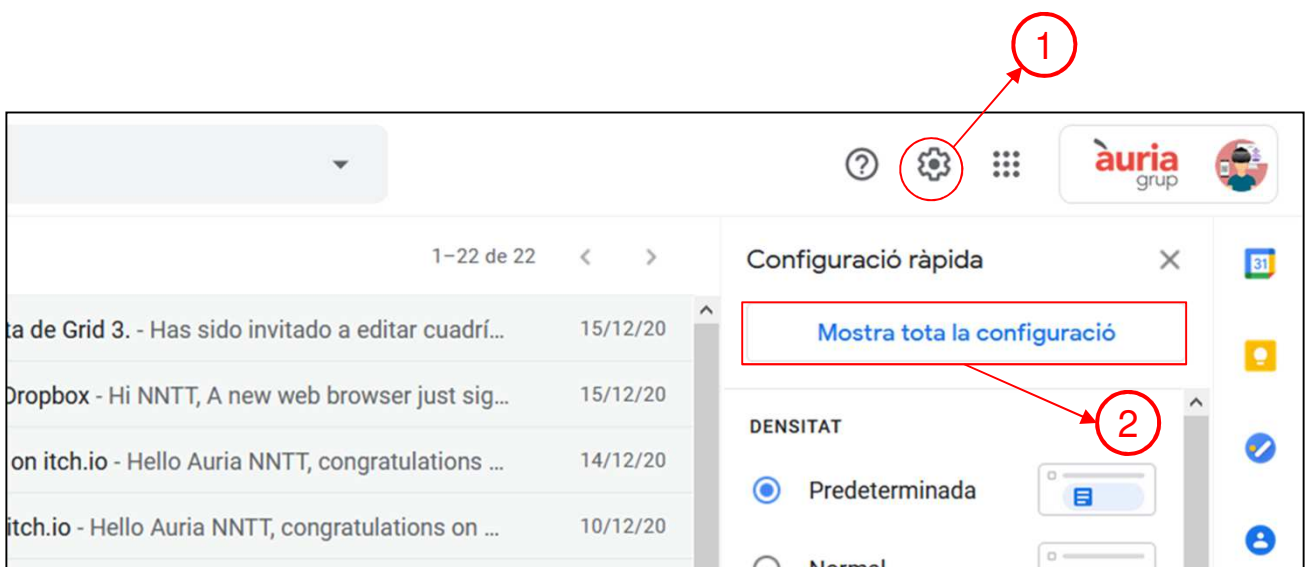 1
àuria
grup
1–22 de 22
Configuració ràpida
31
ta de Grid 3. - Has sido invitado a editar cuadrí... 15/12/20
Mostra tota la configuració
Dropbox - Hi NNTT, A new web browser just sig... 15/12/20
DENSITAT
2
on itch.io - Hello Auria NNTT, congratulations ... 14/12/20
Predeterminada
itch.io - Hello Auria NNTT, congratulations on ... 10/12/20
Normal